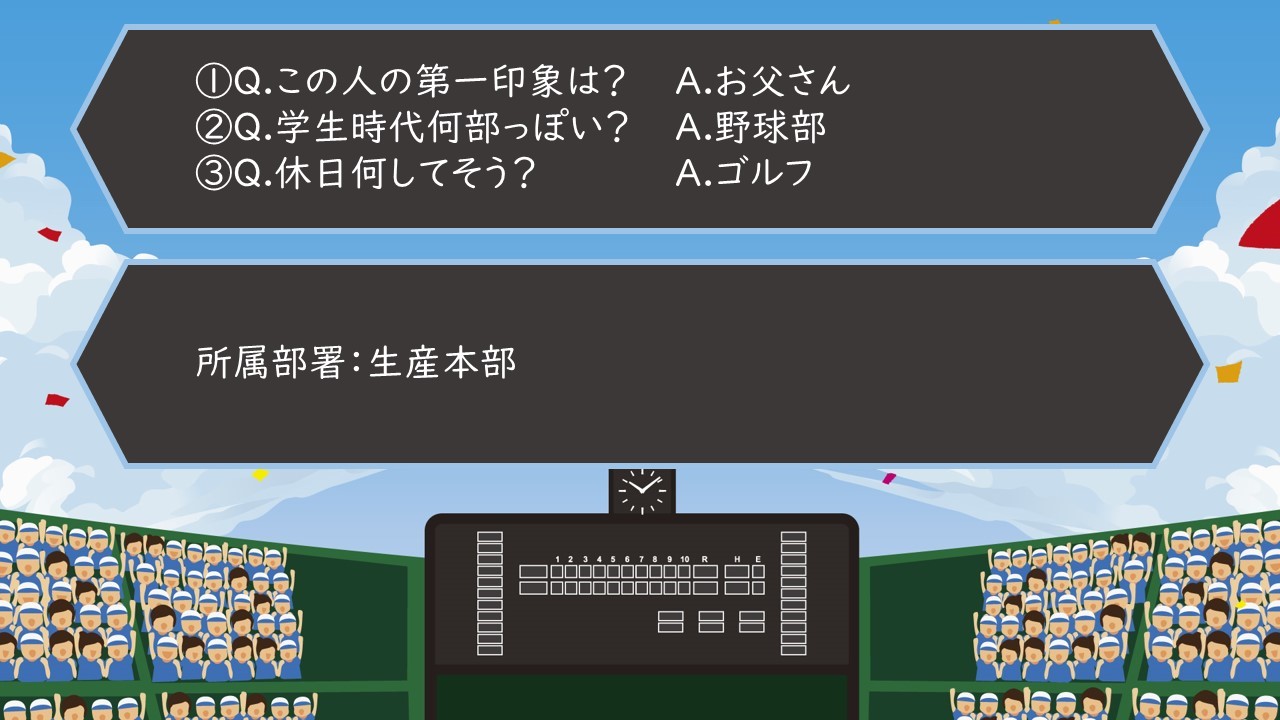 ①Q.この人の第一印象は? A.お父さん
②Q.学生時代何部っぽい? A.野球部
③Q.休日何してそう? A.ゴルフ
所属部署:生産本部
1 2 3 4 5 6 7 8 9 10 R H E